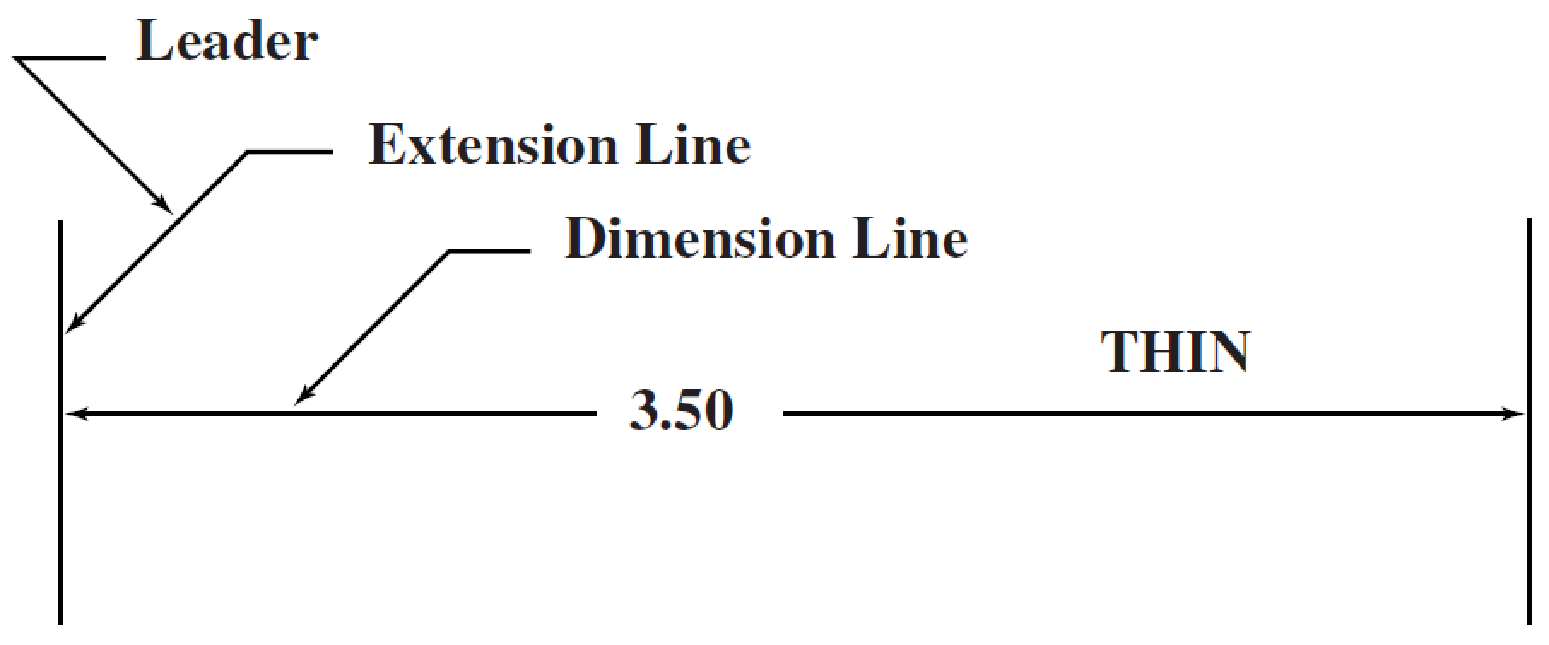 Leader
Extension Line
Dimension Line
THIN
3.50